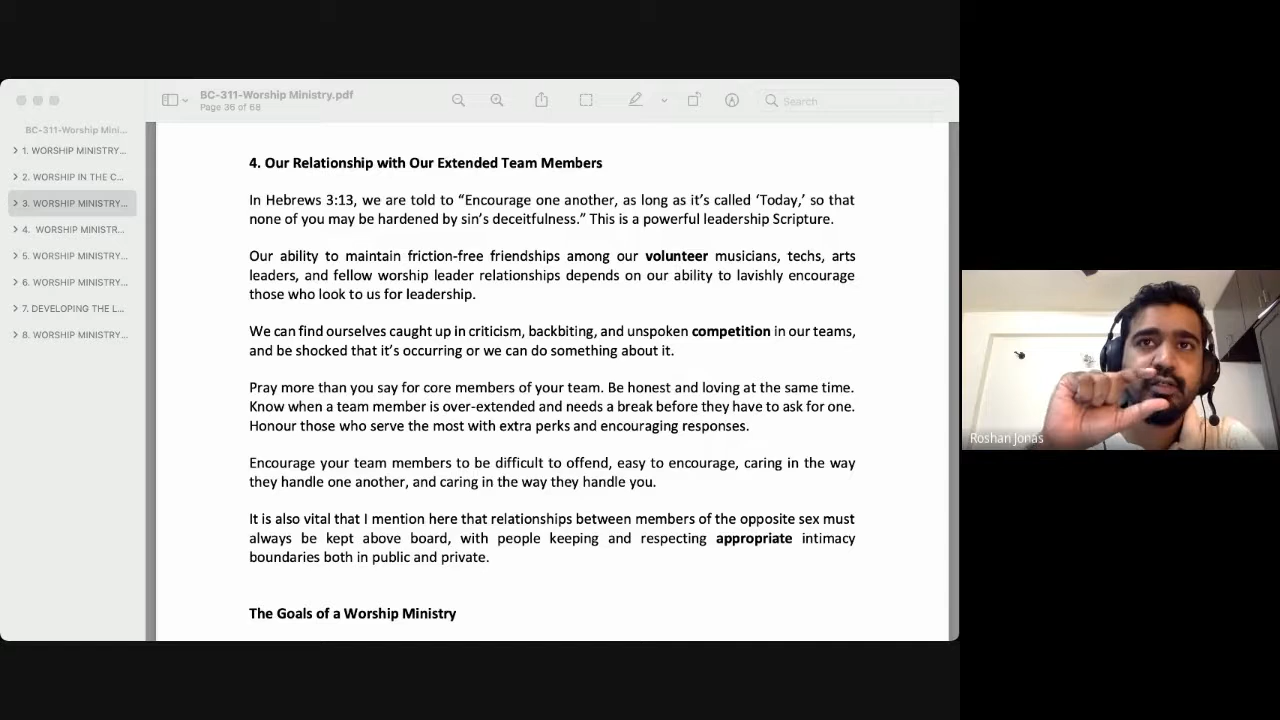 BC-311-Worship Ministry.pdf
Page 36 of 68
Search
BC-311-Worship Mini...
1. WORSHIP MINISTRY...
2. WORSHIP IN THE C...
3. WORSHIP MINISTRY...
4. WORSHIP MINISTR...
5. WORSHIP MINISTRY...
6. WORSHIP MINISTRY...
7. DEVELOPING THE L...
8. WORSHIP MINISTRY...
4. Our Relationship with Our Extended Team Members
In Hebrews 3:13, we are told to “Encourage one another, as long as it’s called ‘Today,’ so that
none of you may be hardened by sin’s deceitfulness.” This is a powerful leadership Scripture.
Our ability to maintain friction-free friendships among our volunteer musicians, techs, arts
leaders, and fellow worship leader relationships depends on our ability to lavishly encourage
those who look to us for leadership.
We can find ourselves caught up in criticism, backbiting, and unspoken competition in our teams,
and be shocked that it’s occurring or we can do something about it.
Pray more than you say for core members of your team. Be honest and loving at the same time.
Know when a team member is over-extended and needs a break before they have to ask for one.
Honour those who serve the most with extra perks and encouraging responses.
Encourage your team members to be difficult to offend, easy to encourage, caring in the way
they handle one another, and caring in the way they handle you.
It is also vital that I mention here that relationships between members of the opposite sex must
always be kept above board, with people keeping and respecting appropriate intimacy
boundaries both in public and private.
The Goals of a Worship Ministry
Roshan Jonas